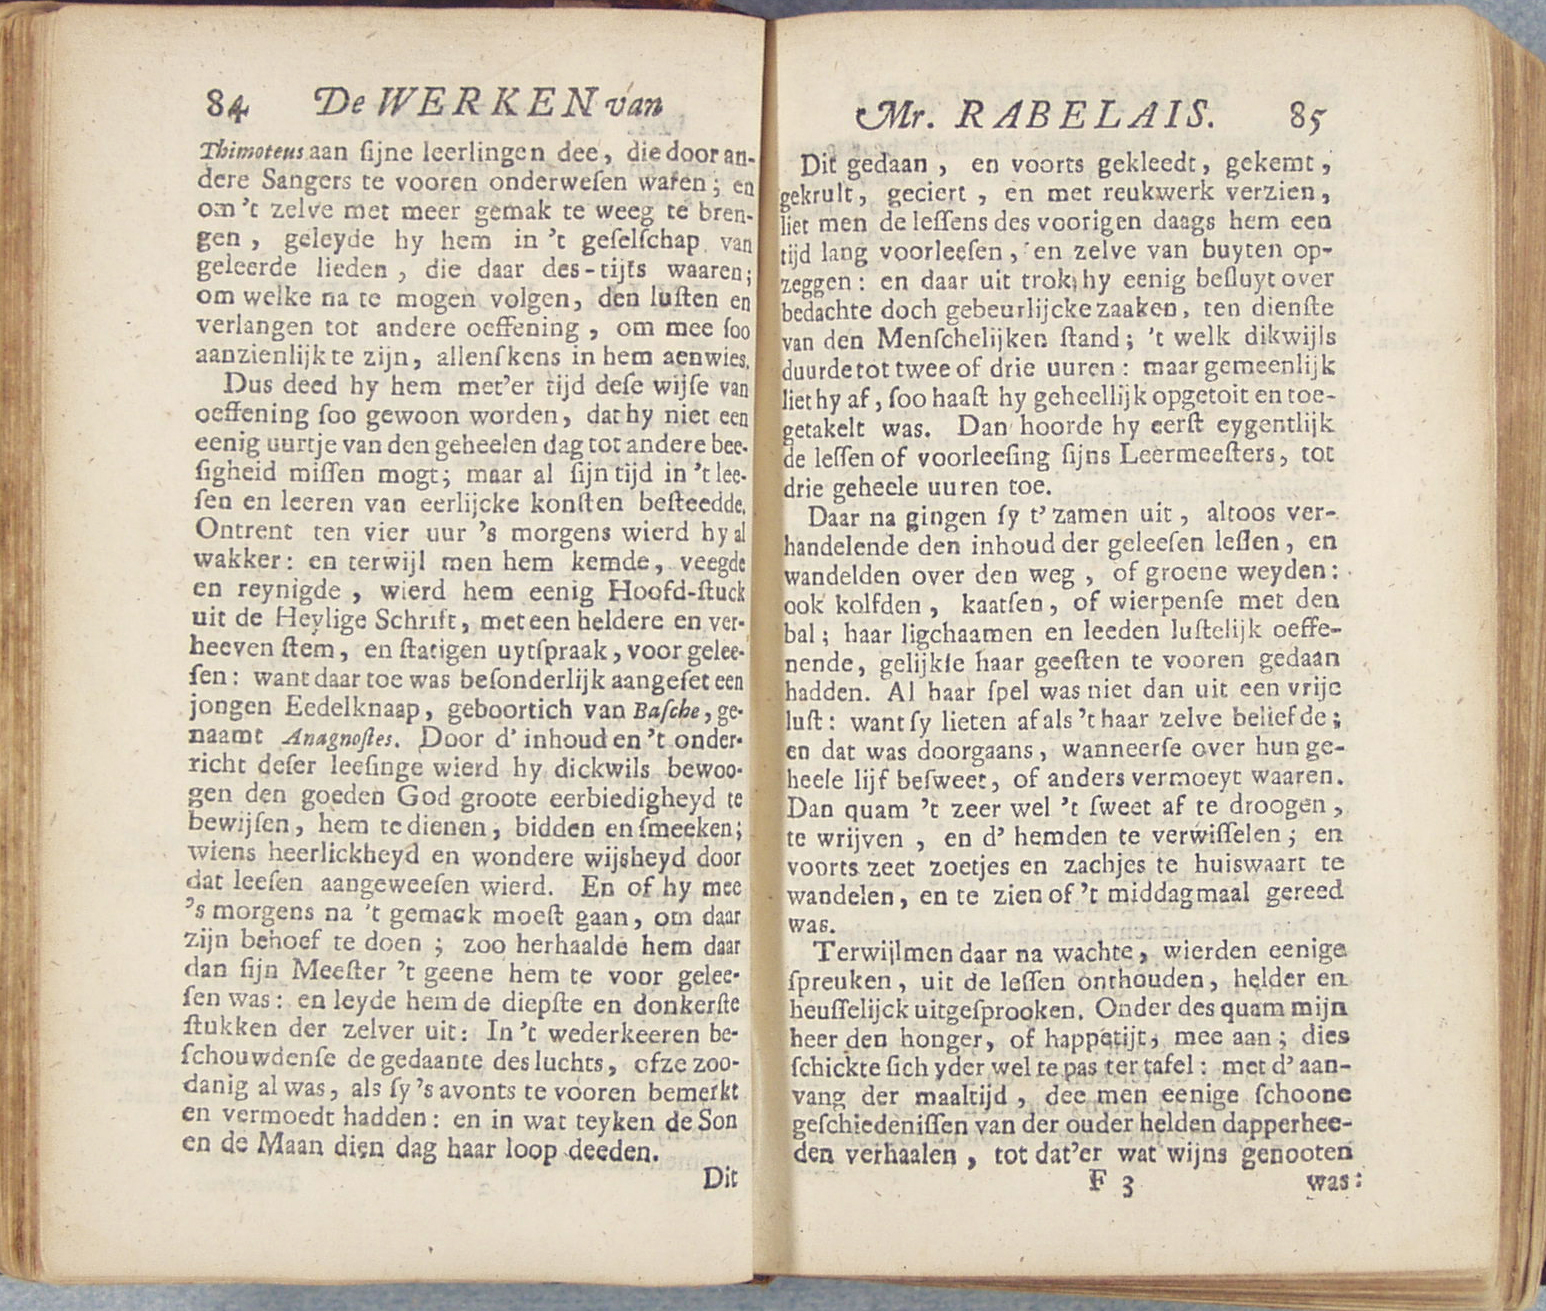 84 De WERKEN van
Thimoteus aan ſijne leerlingen dee, die door an-
dere Sangers te vooren onderweſen waren; en
om 't zelve met meer gemak te weeg te bren-
gen, geleyde hy hem in 't geſelſchap van
geleerde lieden, die daar des-tijts waaren;
om welke na te mogen volgen, den luſten en
verlangen tot andere oeffening, om mee ſoo
aanzienlijk te zijn, allenſkens in hem aenwies.
Dus deed hy hem met'er tijd deſe wijſe van
oeffening ſoo gewoon worden, dat hy niet een
eenig uurtje van den geheelen dag tot andere bee-
ſigheid miſſen mogt; maar al ſijn tijd in 't lee-
ſen en leeren van eerlijcke konſten beſteedde.
Ontrent ten vier uur 's morgens wierd hy al
wakker: en terwijl men hem kemde, veegde
en reynigde, wierd hem eenig Hoofd-ſtuck
uit de Heylige Schrift, met een heldere en ver-
heeven ſtem, en ſtatigen uytſpraak, voor gelee-
ſen: want daar toe was beſonderlijk aangeſet een
jongen Eedelknaap, geboortich van Baſche, ge-
naamt Anagnoſtes. Door d' inhoud en 't onder-
richt deſer leeſinge wierd hy dickwils bewoo-
gen den goeden God groote eerbiedigheyd te
bewijſen, hem te dienen, bidden en ſmeeken;
wiens heerlickheyd en wondere wijsheyd door
dat leeſen aangeweeſen wierd. En of hy mee
's morgens na 't gemack moeſt gaan, om daar
zijn behoef te doen; zoo herhaalde hem daar
dan ſijn Meeſter 't geene hem te voor gelee-
ſen was: en leyde hem de diepſte en donkerſte
ſtukken der zelver uit: In 't wederkeeren be-
ſchouwdenſe de gedaante des luchts, ofze zoo-
danig al was, als ſy 's avonts te vooren bemerkt
en vermoedt hadden: en in wat teyken de Son
en de Maan dien dag haar loop deeden.
Dit
Mr. RABELAIS. 85
Dit gedaan, en voorts gekleedt, gekemt,
gekrult, geciert, en met reukwerk verzien,
liet men de leſſens des voorigen daags hem een
tijd lang voorleeſen, en zelve van buyten op-
zeggen: en daar uit trok hy eenig beſluyt over
bedachte doch gebeurlijcke zaaken, ten dienſte
van den Menſchelijken ſtand; 't welk dikwijls
duurde tot twee of drie uuren: maar gemeenlijk
liet hy af, ſoo haaſt hy geheellijk opgetoit en toe-
getakelt was. Dan hoorde hy eerſt eygentlijk
de leſſen of voorleeſing ſijns Leermeeſters, tot
drie geheele uuren toe.
Daar na gingen ſy t' zamen uit, altoos ver-
handelende den inhoud der geleeſen leſſen, en
wandelden over den weg, of groene weyden:
ook kolfden, kaatſen, of wierpenſe met den
bal; haar ligchaamen en leeden luſtelijk oeffe-
nende, gelijkſe haar geeſten te vooren gedaan
hadden. Al haar ſpel was niet dan uit een vrije
luſt: want ſy lieten af als 't haar zelve beliefde;
en dat was doorgaans, wanneerſe over hun ge-
heele lijf beſweet, of anders vermoeyt waaren.
Dan quam 't zeer wel 't ſweet af te droogen,
te wrijven, en d' hemden te verwiſſelen; en
voorts zeet zoetjes en zachjes te huiswaart te
wandelen, en te zien of 't middagmaal gereed
was.
Terwijlmen daar na wachte, wierden eenige
ſpreuken, uit de leſſen onthouden, helder en
heuſſelijck uitgeſprooken. Onder des quam mijn
heer den honger, of happetijt, mee aan; dies
ſchickte ſich yder wel te pas ter tafel: met d' aan-
vang der maaltijd, dee men eenige ſchoone
geſchiedeniſſen van der ouder helden dapperhee-
den verhaalen, tot dat'er wat wijns genooten
F 3 was: